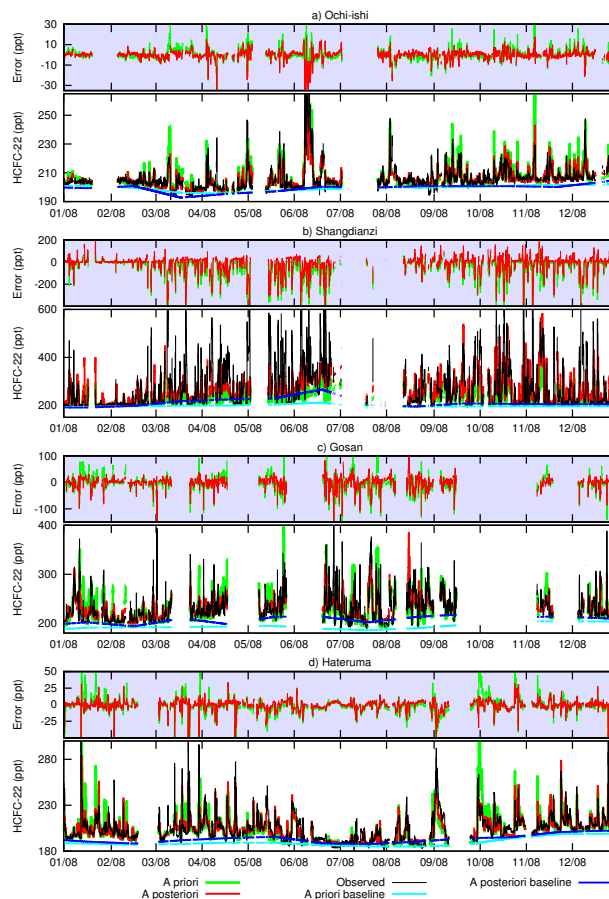 a) Ochi-ishi
30
0
-30
Error (ppt)
250
230
210
190
HCFC-22 (ppt)
01/08 02/08 03/08 04/08 05/08 06/08 07/08 08/08 09/08 10/08 11/08 12/08
b) Shangdianzi
200
0
-200
Error (ppt)
600
400
200
HCFC-22 (ppt)
01/08 02/08 03/08 04/08 05/08 06/08 07/08 08/08 09/08 10/08 11/08 12/08
c) Gosan
100
0
-100
Error (ppt)
400
300
200
HCFC-22 (ppt)
01/08 02/08 03/08 04/08 05/08 06/08 07/08 08/08 09/08 10/08 11/08 12/08
d) Hateruma
50
25
0
-25
Error (ppt)
280
230
180
HCFC-22 (ppt)
01/08 02/08 03/08 04/08 05/08 06/08 07/08 08/08 09/08 10/08 11/08 12/08
A priori Observed A posteriori baseline
A posteriori A priori baseline